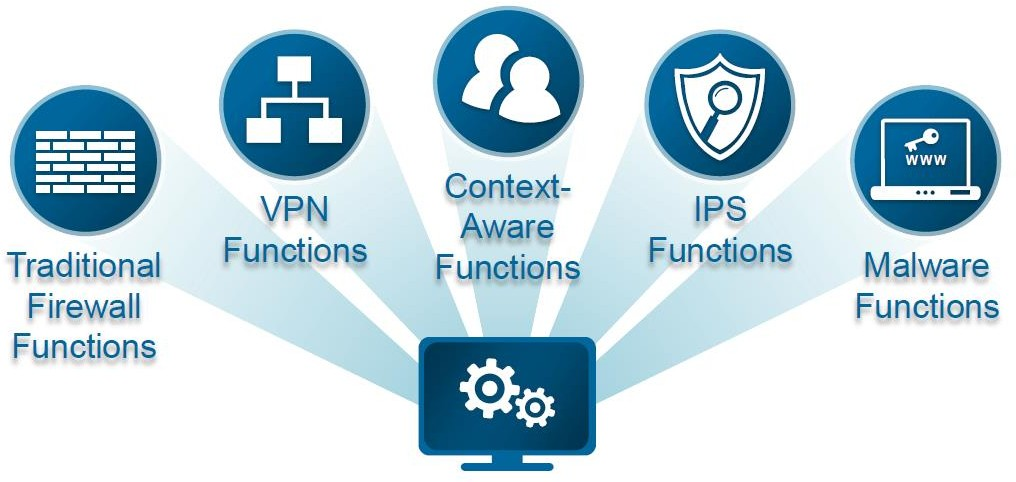 Traditional
Firewall
Functions
VPN
Functions
Context-
Aware
Functions
IPS
Functions
WWW
Malware
Functions